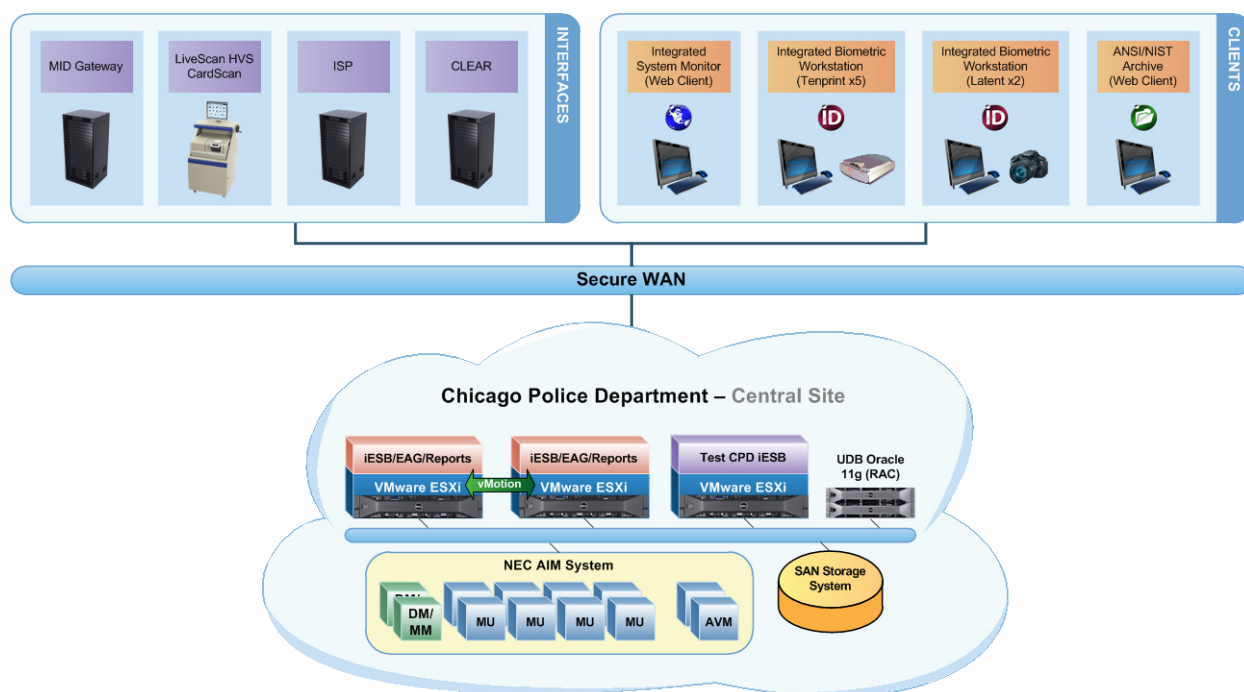 INTERFACES
MID Gateway
LiveScan HVS
CardScan
ISP
CLEAR
CLIENTS
Integrated
System Monitor
(Web Client)
Integrated Biometric
Workstation
(Tenprint x5)
Integrated Biometric
Workstation
(Latent x2)
ANSI/NIST
Archive
(Web Client)
iD
iD
Secure WAN
Chicago Police Department – Central Site
iESB/EAG/Reports
VMware ESXi
vMotion
iESB/EAG/Reports
VMware ESXi
Test CPD iESB
VMware ESXi
UDB Oracle
11g (RAC)
NEC AIM System
DM/
DM/
MM
MU
MU
MU
MU
AVM
SAN Storage
System